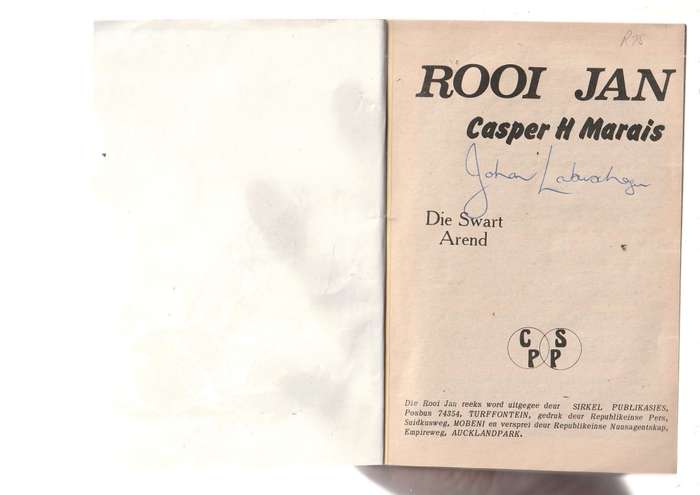 R75
ROOI JAN
Casper H Marais
Johan Labuschagne
Die Swart
Arend
C S
P P
Die Rooi Jan reeks word uitgegee deur SIRKEL PUBLIKASIES,
Posbus 74354, TURFFONTEIN, gedruk deur Republikeinse Pers,
Suidkusweg, MOBENI en versprei deur Republikeinse Nuusagentskap,
Empireweg, AUCKLANDPARK.